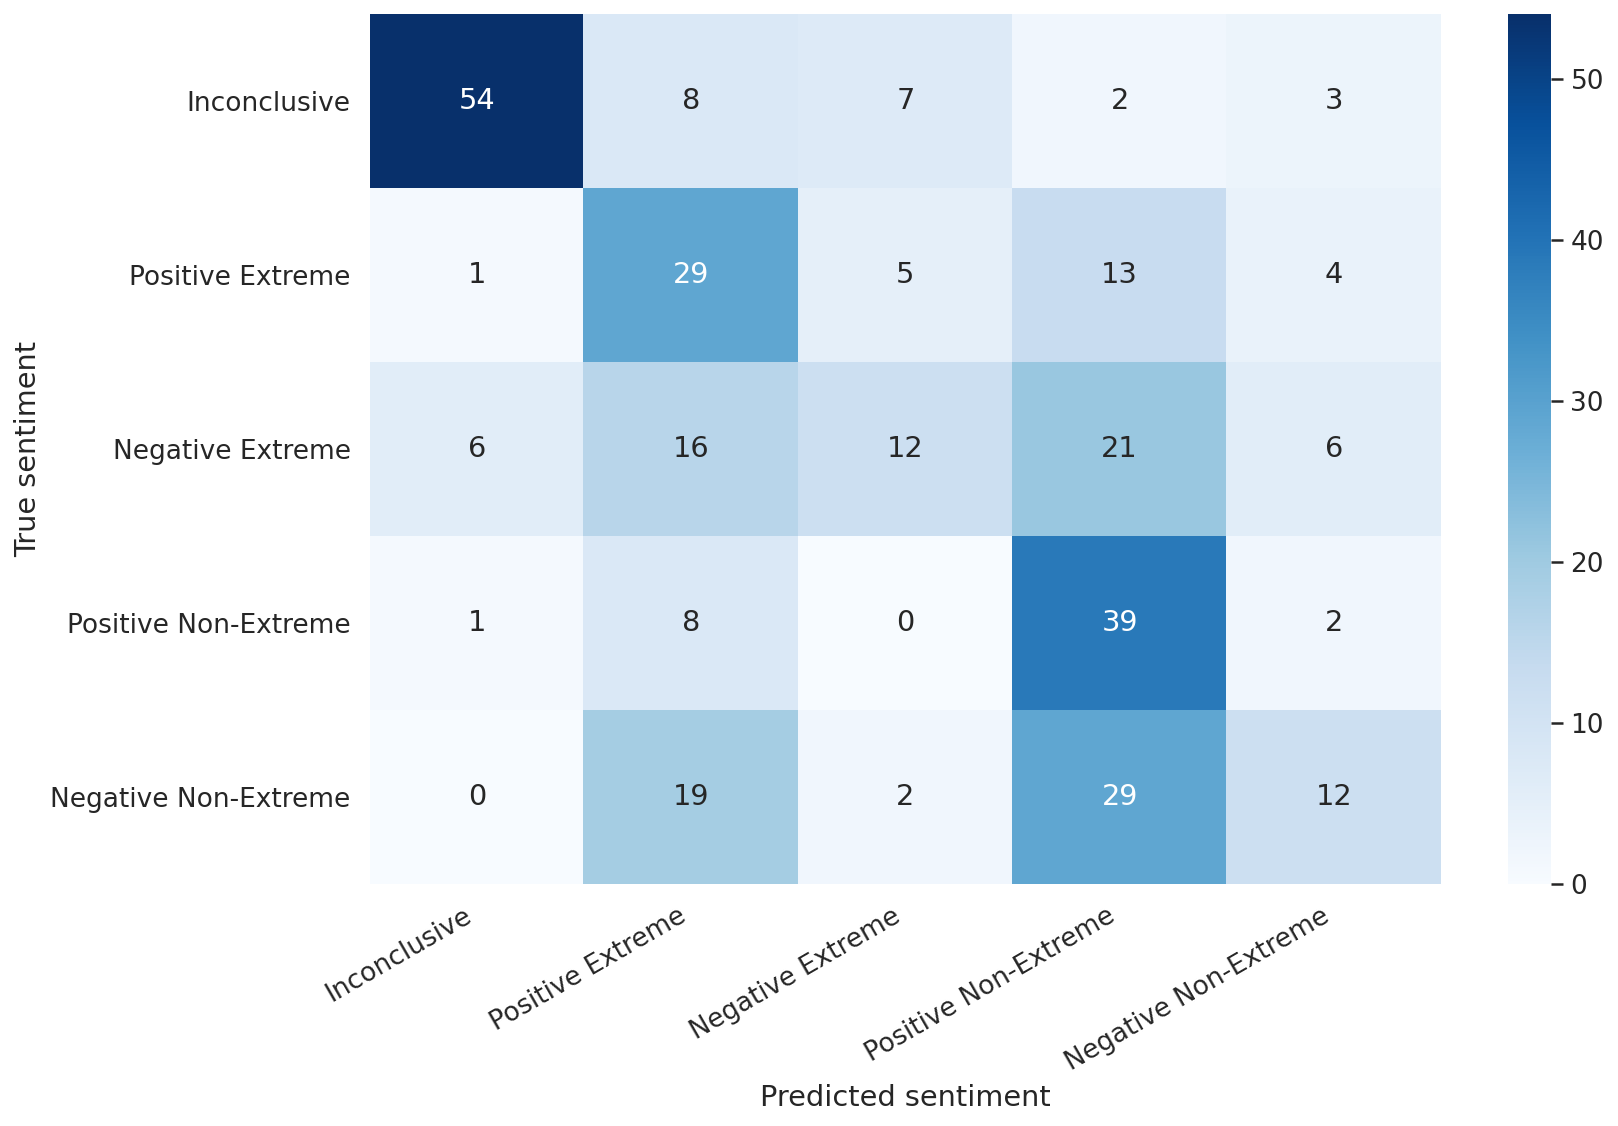 Inconclusive 54 8 7 2 3
Positive Extreme 1 29 5 13 4
Negative Extreme 6 16 12 21 6
Positive Non-Extreme 1 8 0 39 2
Negative Non-Extreme 0 19 2 29 12
True sentiment
Inconclusive
Positive Extreme
Negative Extreme
Positive Non-Extreme
Negative Non-Extreme
Predicted sentiment
50
40
30
20
10
0